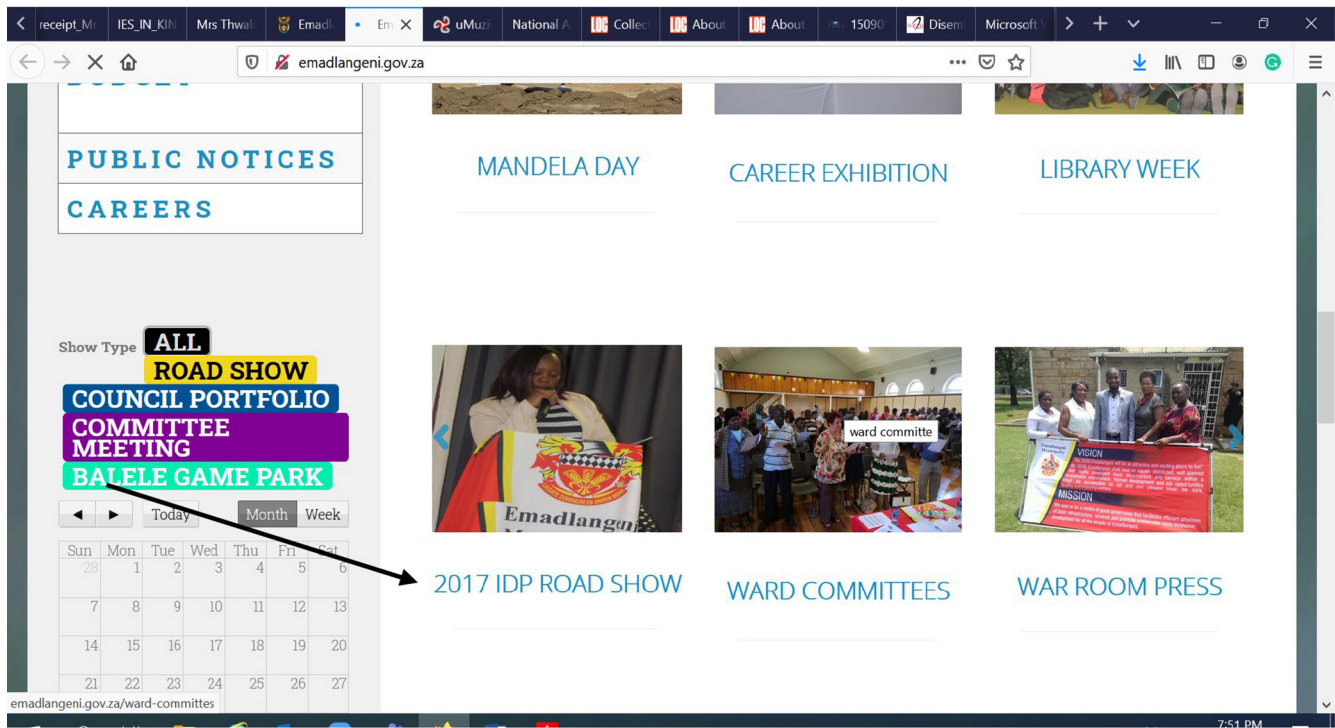 receipt_M
IES_IN_KIN
Mrs Thwal
Emadl
Em
uMuzi
National A
Collec
About
About
15090
Disem
Microsoft
emadlangeni.gov.za
PUBLIC NOTICES
CAREERS
MANDELA DAY
CAREER EXHIBITION
LIBRARY WEEK
Show Type
ALL
ROAD SHOW
COUNCIL PORTFOLIO
COMMITTEE
MEETING
BALELE GAME PARK
Today
Month
Week
Sun Mon Tue Wed Thu Fri Sat
28 1 2 3 4 5 6
7 8 9 10 11 12 13
14 15 16 17 18 19 20
21 22 23 24 25 26 27
Emadlangeni
ward committe
VISION
MISSION
2017 IDP ROAD SHOW
WARD COMMITTEES
WAR ROOM PRESS
emadlangeni.gov.za/ward-committes
7:51 PM